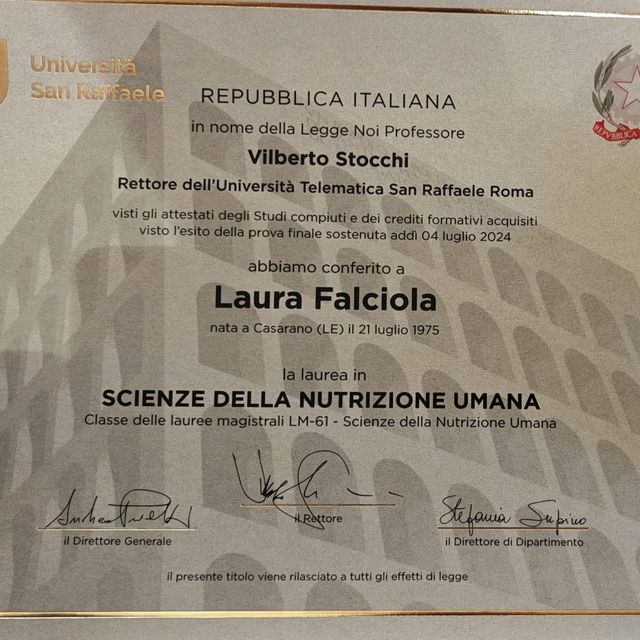 Università
San Raffaele
REPUBBLICA ITALIANA
REPVBBLICA
in nome della Legge Noi Professore
Vilberto Stocchi
Rettore dell'Università Telematica San Raffaele Roma
visti gli attestati degli Studi compiuti e dei crediti formativi acquisiti
visto l'esito della prova finale sostenuta addì 04 luglio 2024
abbiamo conferito a
Laura Falciola
nata a Casarano (LE) il 21 luglio 1975
la laurea in
SCIENZE DELLA NUTRIZIONE UMANA
Classe delle lauree magistrali LM-61 - Scienze della Nutrizione Umana
Stefania Supino
il Direttore Generale
il Rettore
il Direttore di Dipartimento
il presente titolo viene rilasciato a tutti gli effetti di legge